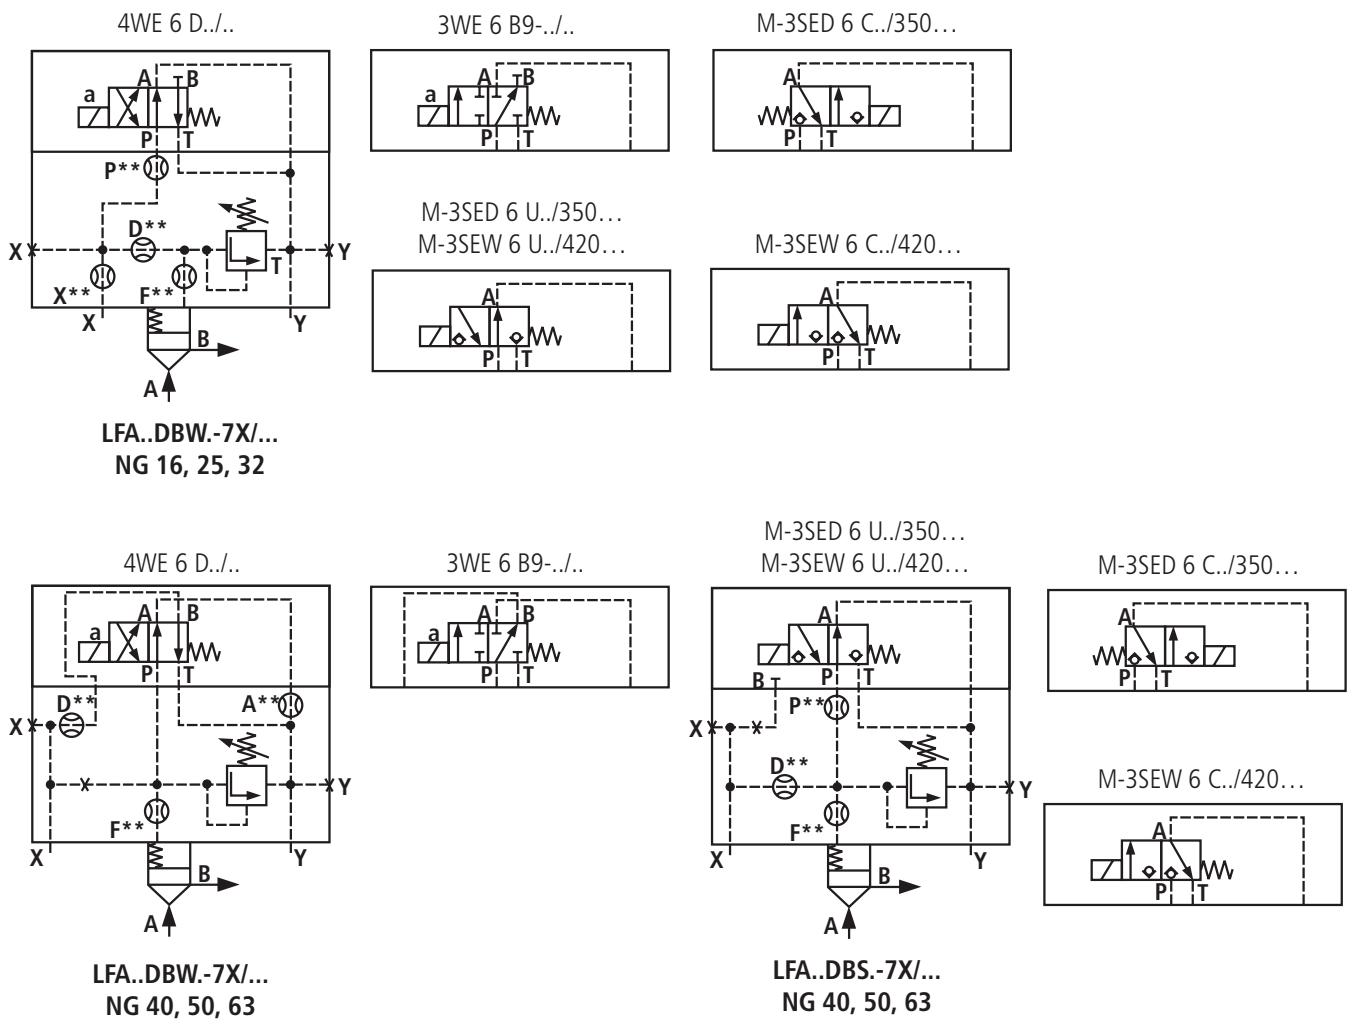 4WE 6 D../..
3WE 6 B9-../..
M-3SED 6 C../350...
A
B
a
P
T
P**
D**
X
Y
T
X**
F**
X
Y
B
A
LFA..DBW.-7X/...
NG 16, 25, 32
A
B
a
P
T
A
P
T
M-3SED 6 U../350...
M-3SEW 6 U../420...
A
P
T
M-3SEW 6 C../420...
A
P
T
4WE 6 D../..
A
B
a
P
T
D**
A**
X
Y
F**
X
Y
B
A
LFA..DBW.-7X/...
NG 40, 50, 63
3WE 6 B9-../..
A
B
a
P
T
M-3SED 6 U../350...
M-3SEW 6 U../420...
A
B
P
T
P**
X
D**
Y
F**
X
Y
B
A
LFA..DBS.-7X/...
NG 40, 50, 63
M-3SED 6 C../350...
A
P
T
M-3SEW 6 C../420...
A
P
T